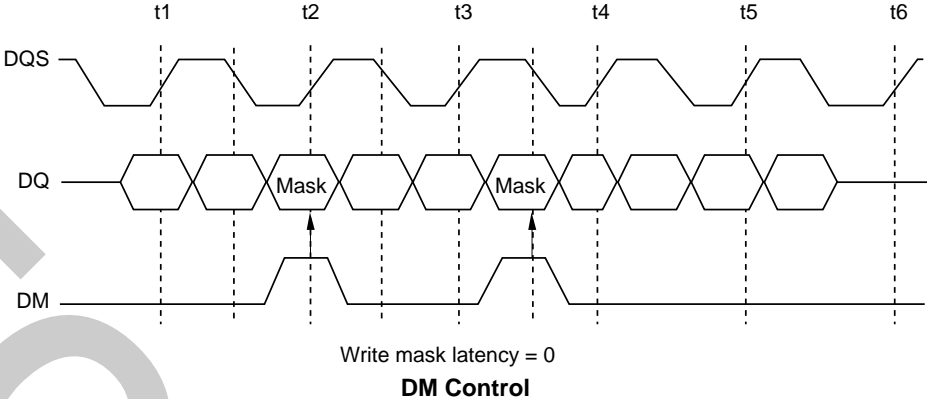 t1 t2 t3 t4 t5 t6
DQS
DQ Mask Mask
DM
Write mask latency = 0
DM Control